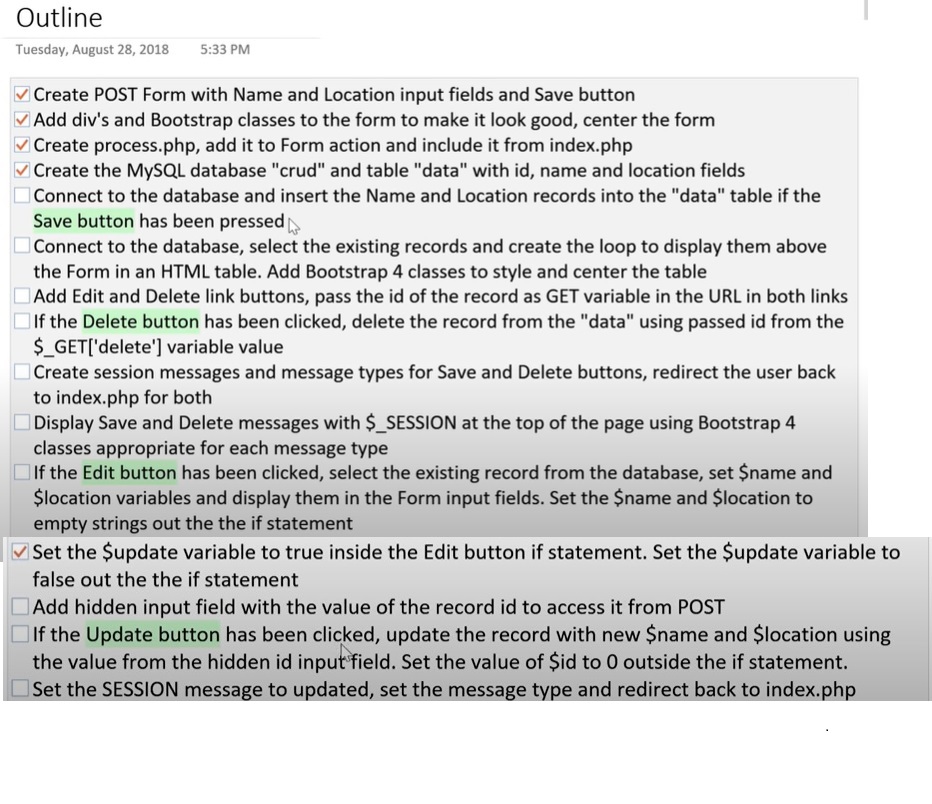 Outline
Tuesday, August 28, 2018 5:33 PM
Create POST Form with Name and Location input fields and Save button
Add div's and Bootstrap classes to the form to make it look good, center the form
Create process.php, add it to Form action and include it from index.php
Create the MySQL database "crud" and table "data" with id, name and location fields
Connect to the database and insert the Name and Location records into the "data" table if the
Save button has been pressed
Connect to the database, select the existing records and create the loop to display them above
the Form in an HTML table. Add Bootstrap 4 classes to style and center the table
Add Edit and Delete link buttons, pass the id of the record as GET variable in the URL in both links
If the Delete button has been clicked, delete the record from the "data" using passed id from the
$_GET['delete'] variable value
Create session messages and message types for Save and Delete buttons, redirect the user back
to index.php for both
Display Save and Delete messages with $_SESSION at the top of the page using Bootstrap 4
classes appropriate for each message type
If the Edit button has been clicked, select the existing record from the database, set $name and
$location variables and display them in the Form input fields. Set the $name and $location to
empty strings out the the if statement
Set the $update variable to true inside the Edit button if statement. Set the $update variable to
false out the the if statement
Add hidden input field with the value of the record id to access it from POST
If the Update button has been clicked, update the record with new $name and $location using
the value from the hidden id input field. Set the value of $id to 0 outside the if statement.
Set the SESSION message to updated, set the message type and redirect back to index.php